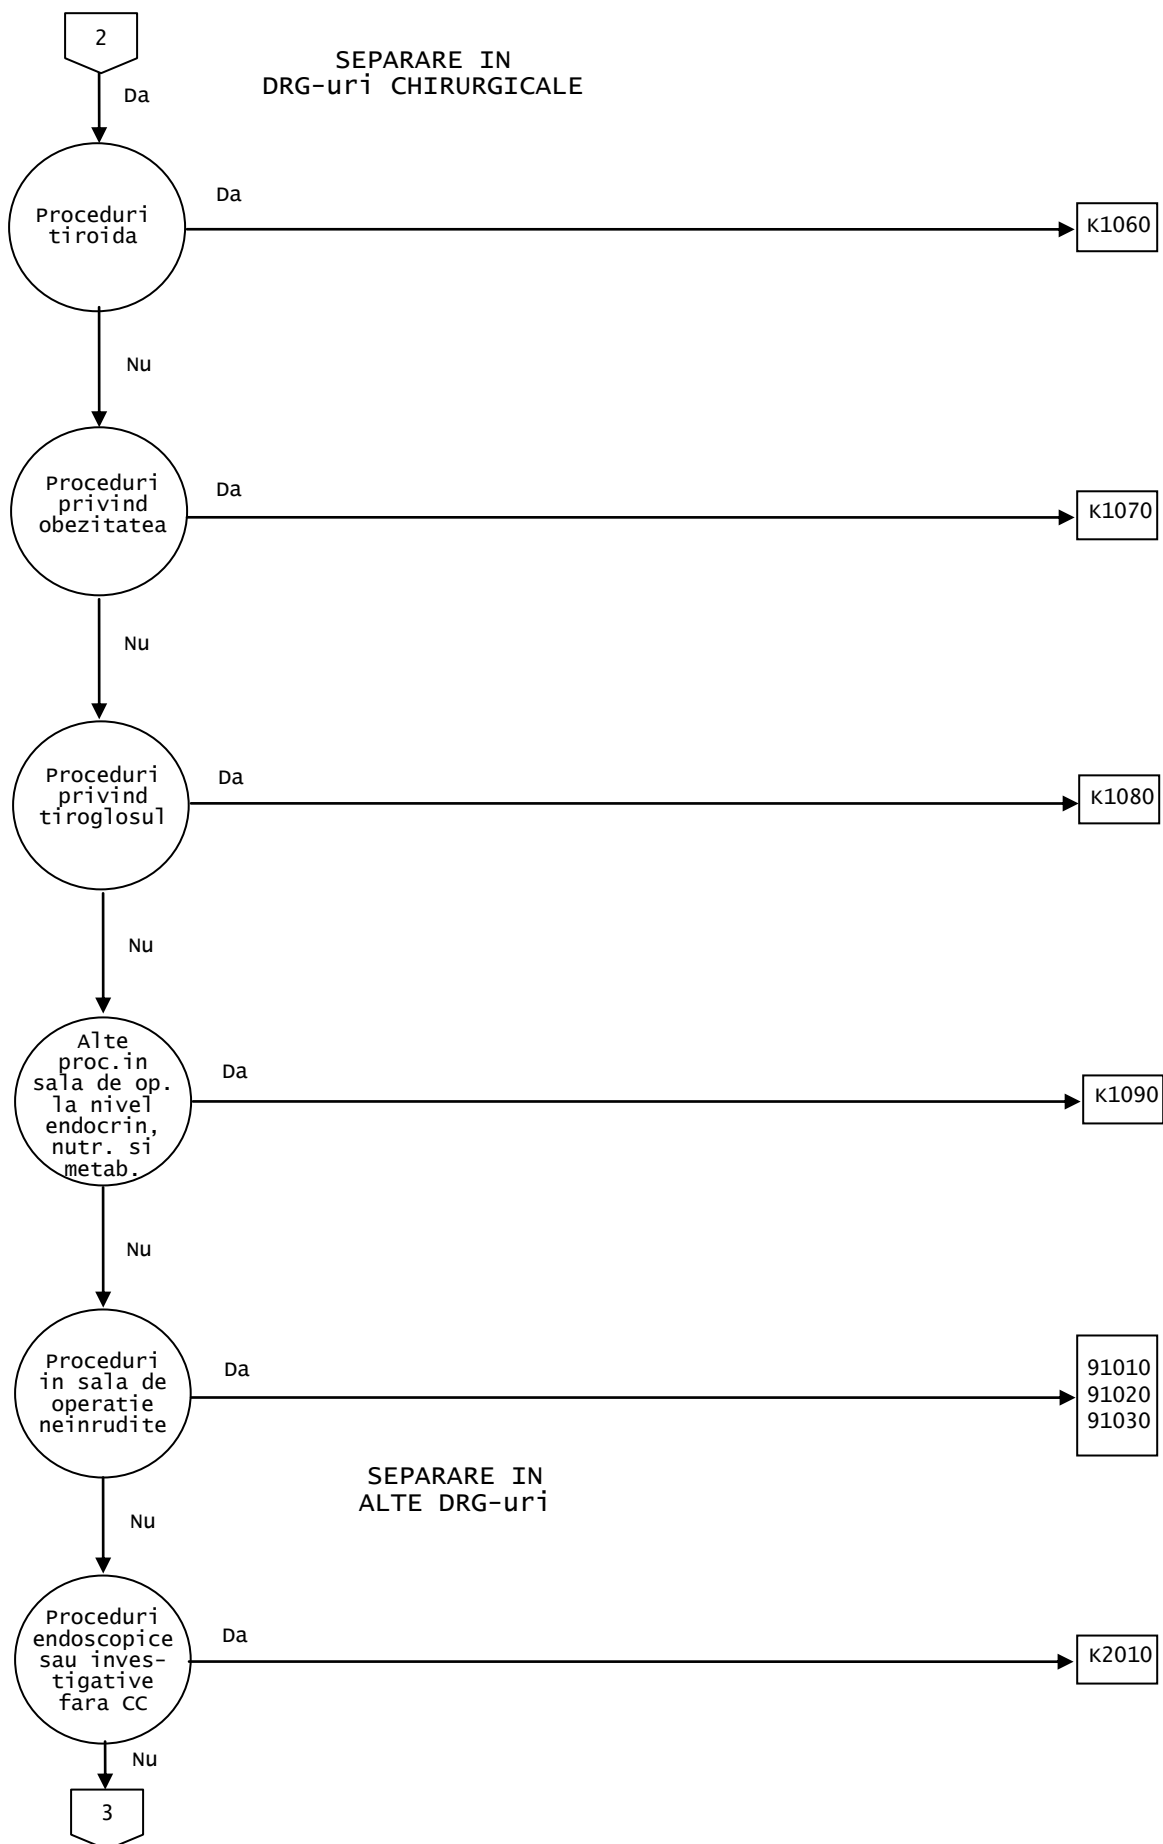 2
SEPARARE IN
DRG-uri CHIRURGICALE
Da
Proceduri
tiroida
Da
K1060
Nu
Proceduri
privind
obezitatea
Da
K1070
Nu
Proceduri
privind
tiroglosul
Da
K1080
Nu
Alte
proc.in
sala de op.
la nivel
endocrin,
nutr. si
metab.
Da
K1090
Nu
Proceduri
in sala de
operatie
neinrudite
Da
91010
91020
91030
SEPARARE IN
ALTE DRG-uri
Nu
Proceduri
endoscopice
sau inves-
tigative
fara CC
Da
K2010
Nu
3